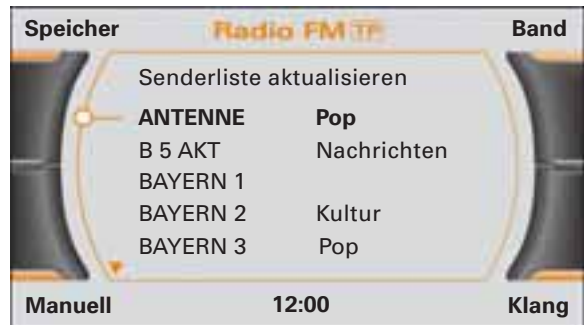 Speicher Radio FM TP Band
Senderliste aktualisieren
ANTENNE Pop
B 5 AKT Nachrichten
BAYERN 1
BAYERN 2 Kultur
BAYERN 3 Pop
Manuell 12:00 Klang